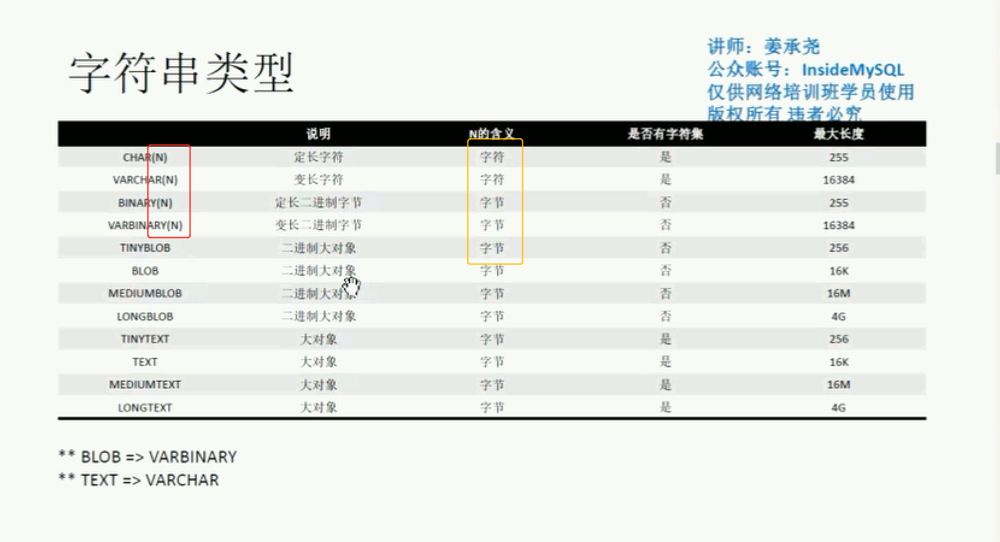 字符串类型
讲师：姜承尧
公众账号：InsideMySQL
仅供网络培训班学员使用
版权所有 违者必究
说明 N的含义 是否有字符集 最大长度
CHAR(N) 定长字符 字符 是 255
VARCHAR(N) 变长字符 字符 是 16384
BINARY(N) 定长二进制字节 字节 否 255
VARBINARY(N) 变长二进制字节 字节 否 16384
TINYBLOB 二进制大对象 字节 否 256
BLOB 二进制大对象 字节 否 16K
MEDIUMBLOB 二进制大对象 字节 否 16M
LONGBLOB 二进制大对象 字节 否 4G
TINYTEXT 大对象 字节 是 256
TEXT 大对象 字节 是 16K
MEDIUMTEXT 大对象 字节 是 16M
LONGTEXT 大对象 字节 是 4G
** BLOB => VARBINARY
** TEXT => VARCHAR